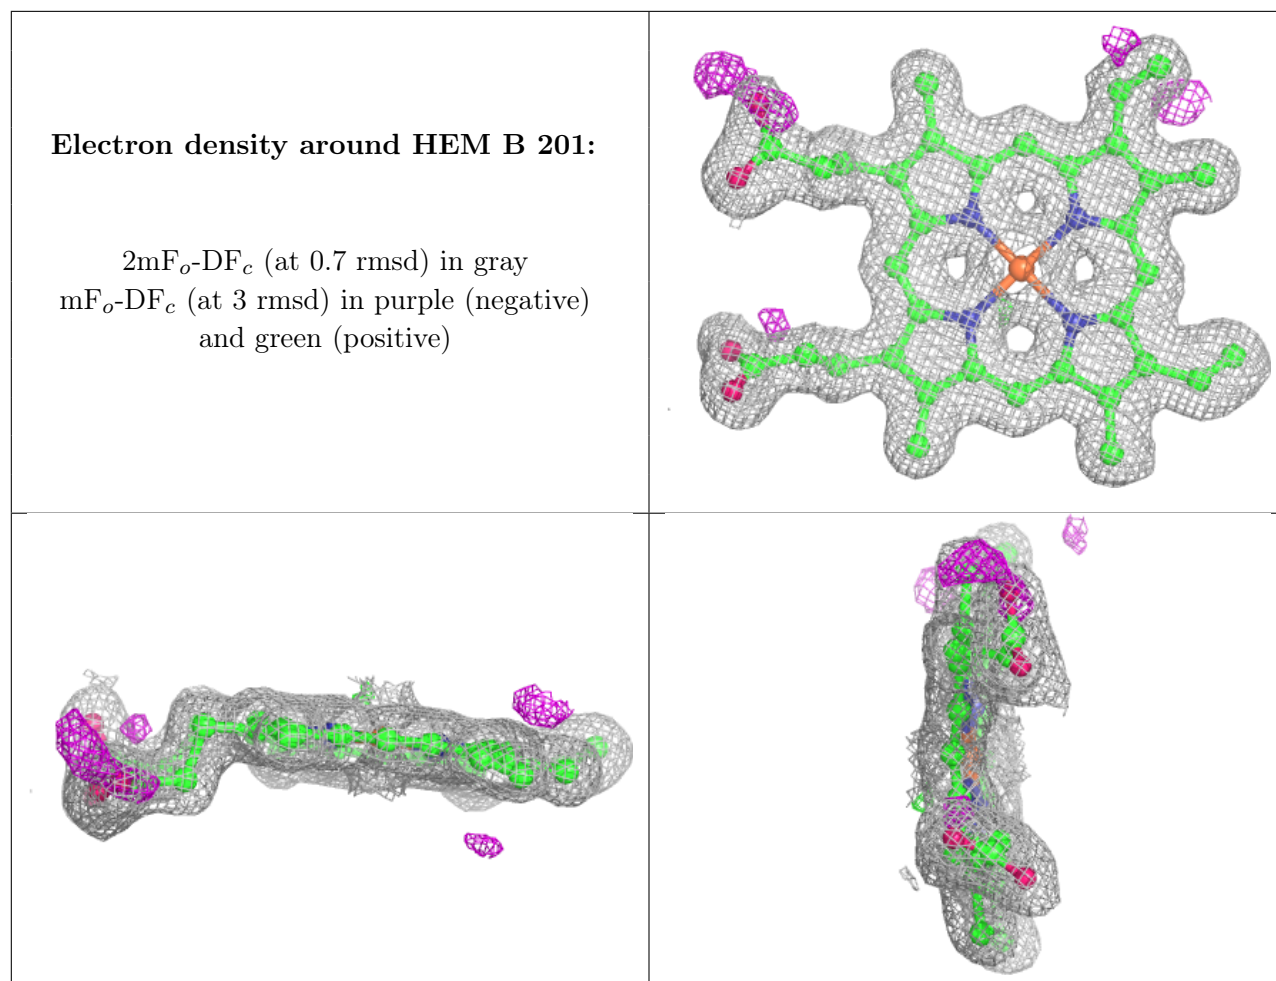 Electron density around HEM B 201:
2mFo-DFc (at 0.7 rmsd) in gray
mFo-DFc (at 3 rmsd) in purple (negative)
and green (positive)